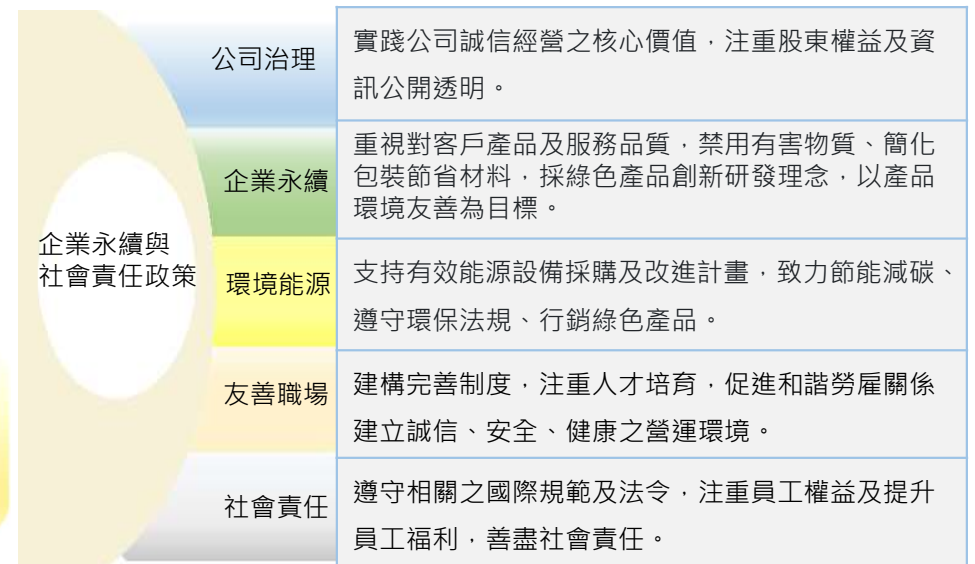 企業永續與
社會責任政策
公司治理
實踐公司誠信經營之核心價值，注重股東權益及資
訊公開透明。
企業永續
重視對客戶產品及服務品質，禁用有害物質、簡化
包裝節省材料，採綠色產品創新研發理念，以產品
環境友善為目標。
環境能源
支持有效能源設備採購及改進計畫，致力節能減碳、
遵守環保法規、行銷綠色產品。
友善職場
建構完善制度，注重人才培育，促進和諧勞雇關係
建立誠信、安全、健康之營運環境。
社會責任
遵守相關之國際規範及法令，注重員工權益及提升
員工福利，善盡社會責任。